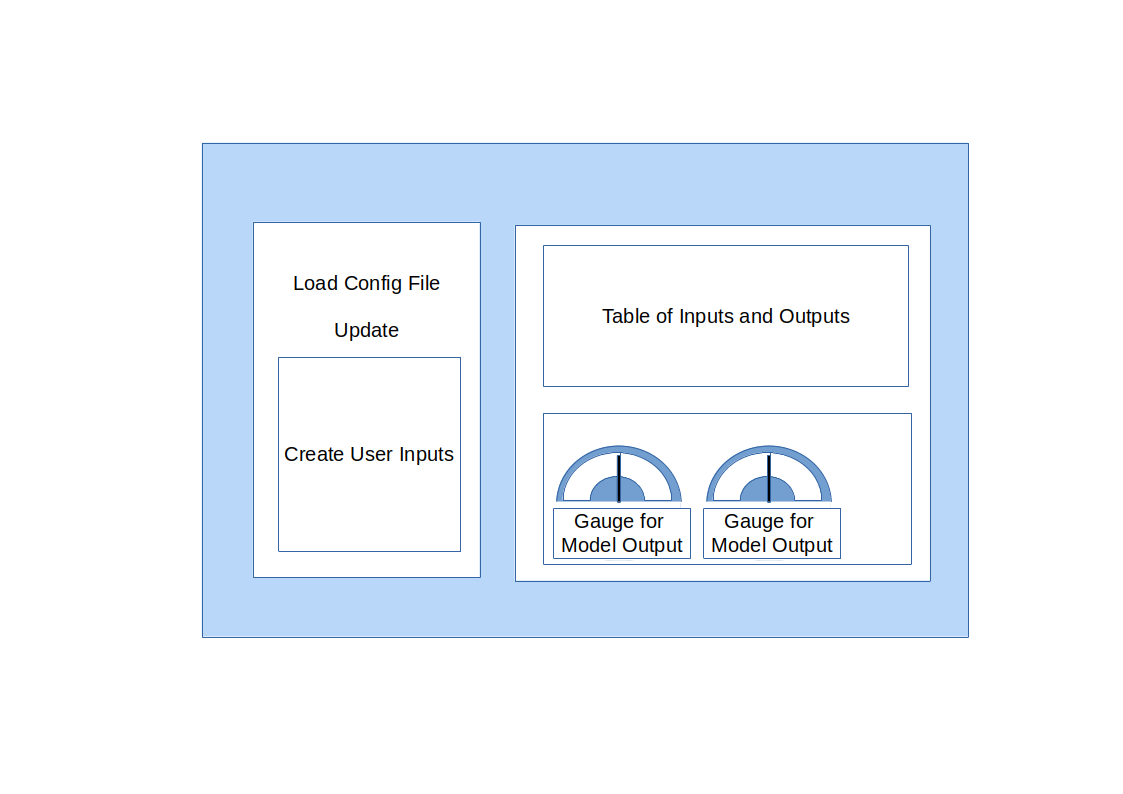 Load Config File
Update
Create User Inputs
Table of Inputs and Outputs
Gauge for
Model Output
Gauge for
Model Output